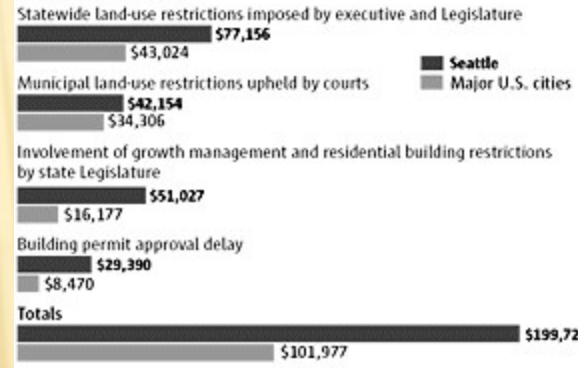 Statewide land-use restrictions imposed by executive and Legislature
$77,156
$43,024
Seattle
Major U.S. cities
Municipal land-use restrictions upheld by courts
$42,154
$34,306
Involvement of growth management and residential building restrictions
by state Legislature
$51,027
$16,177
Building permit approval delay
$29,390
$8,470
Totals
$199,72
$101,977